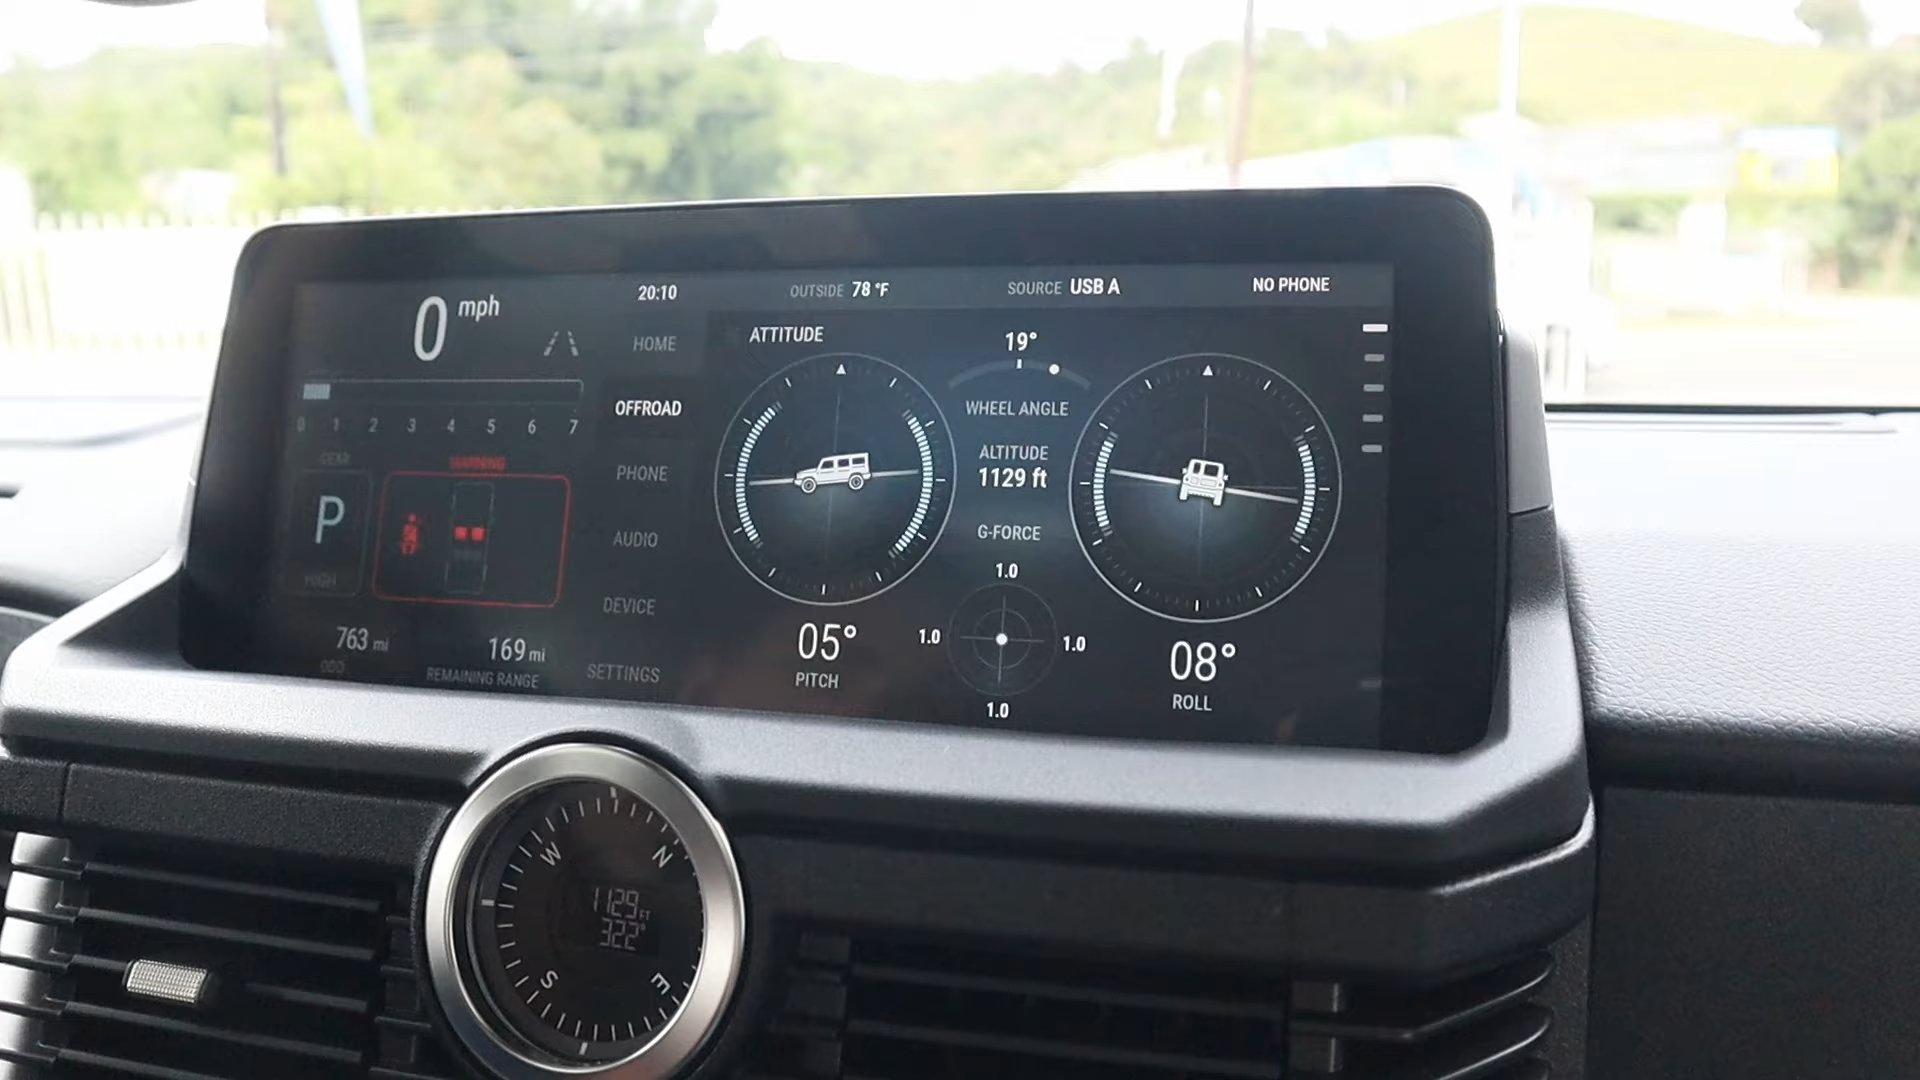 0 mph
20:10
OUTSIDE 78 °F
SOURCE USB A
NO PHONE
0 1 2 3 4 5 6 7
GEAR
P
HIGH
WARNING
763 mi
ODO
169 mi
REMAINING RANGE
HOME
OFFROAD
PHONE
AUDIO
DEVICE
SETTINGS
ATTITUDE
05°
PITCH
19°
WHEEL ANGLE
ALTITUDE
1129 ft
G-FORCE
1.0
1.0 1.0
1.0
08°
ROLL
W N
1129 FT
322°
S E